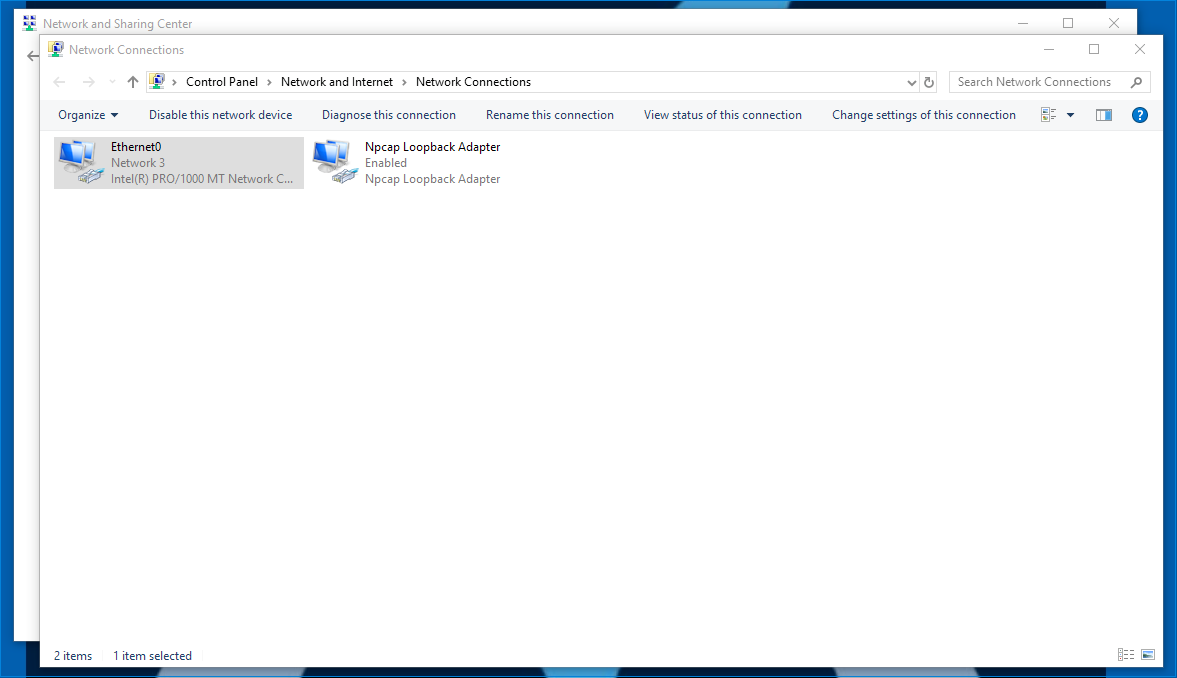 Network and Sharing Center
Network Connections
Control Panel > Network and Internet > Network Connections
Search Network Connections
Organize Disable this network device Diagnose this connection Rename this connection View status of this connection Change settings of this connection
Ethernet0
Network 3
Intel(R) PRO/1000 MT Network C...
Npcap Loopback Adapter
Enabled
Npcap Loopback Adapter
2 items 1 item selected